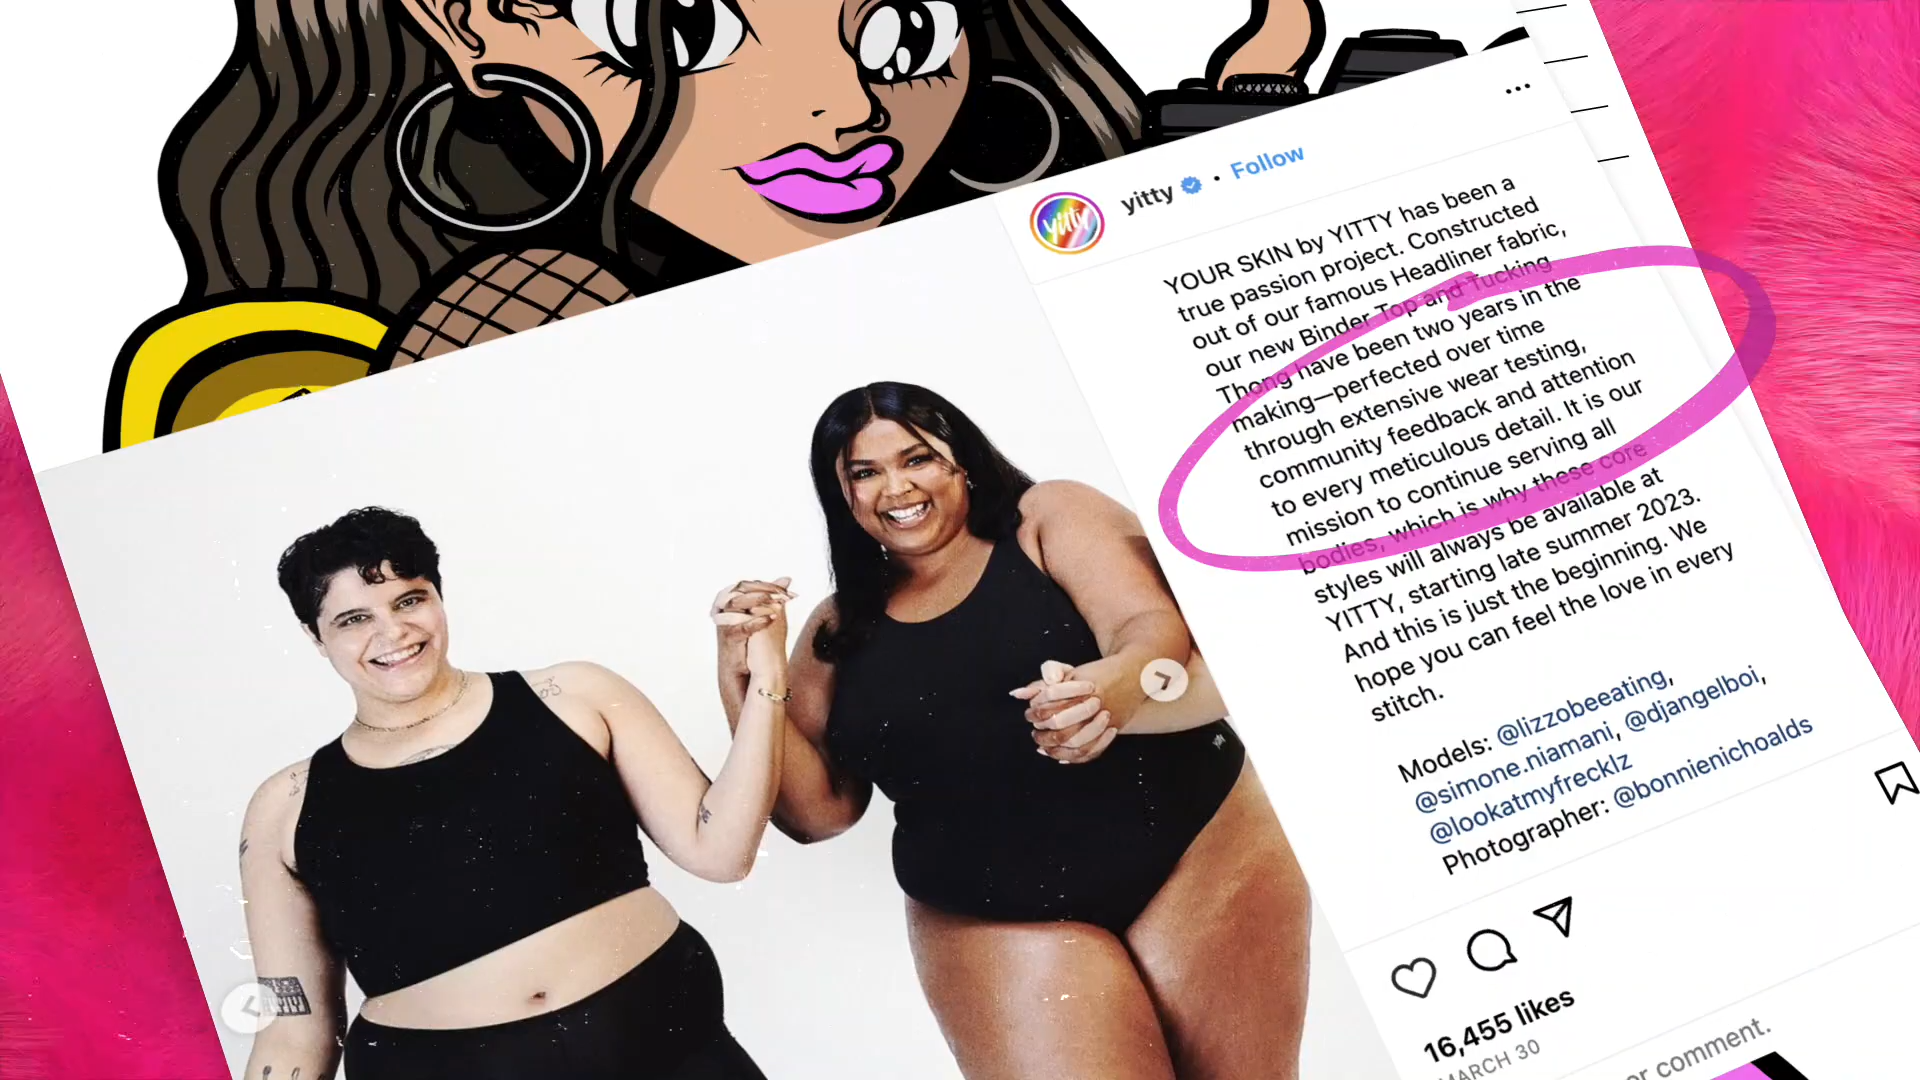 yitty • Follow
YOUR SKIN by YITTY has been a
true passion project. Constructed
out of our famous Headliner fabric,
our new Binder Top and Tucking
Thong have been two years in the
making—perfected over time
through extensive wear testing,
community feedback and attention
to every meticulous detail. It is our
mission to continue serving all
bodies, which is why these core
styles will always be available at
YITTY, starting late summer 2023.
And this is just the beginning. We
hope you can feel the love in every
stitch.
Models: @lizzobeeating,
@simone.niamani, @djangelboi,
@lookatmyfrecklz
Photographer: @bonnienichoalds
16,455 likes
MARCH 30
or comment.
yitty